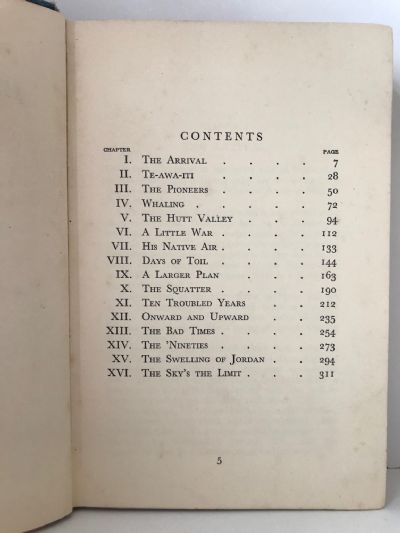 CONTENTS
CHAPTER PAGE
I. The Arrival . . . . 7
II. Te-awa-iti . . . . 28
III. The Pioneers . . . . 50
IV. Whaling . . . . . 72
V. The Hutt Valley . . . 94
VI. A Little War . . . . 112
VII. His Native Air . . . . 133
VIII. Days of Toil . . . . 144
IX. A Larger Plan . . . . 163
X. The Squatter . . . . 190
XI. Ten Troubled Years . . . 212
XII. Onward and Upward . . . 235
XIII. The Bad Times . . . . 254
XIV. The 'Nineties . . . . 273
XV. The Swelling of Jordan . . 294
XVI. The Sky's the Limit . . . 311
5